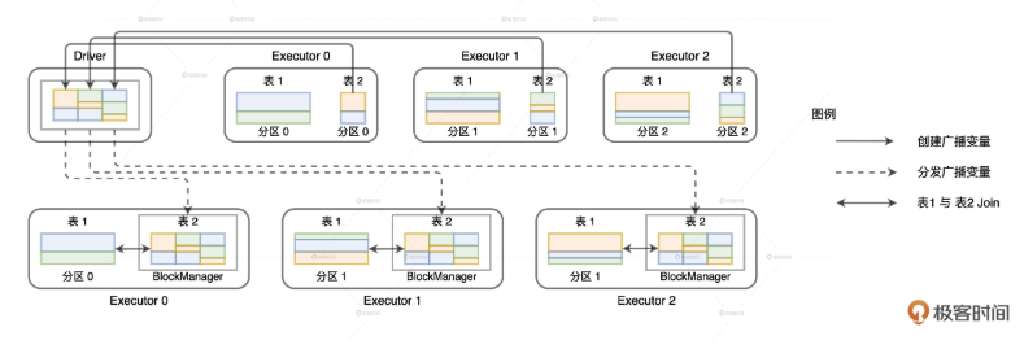 Driver
Executor 0
Executor 1
Executor 2
表 1
表 2
表 1
表 2
表 1
表 2
分区 0
分区 0
分区 1
分区 1
分区 2
分区 2
图例
创建广播变量
分发广播变量
表1 与 表2 Join
表 1
表 2
表 1
表 2
表 1
表 2
分区 0
BlockManager
分区 1
BlockManager
分区 1
BlockManager
Executor 0
Executor 1
Executor 2
极客时间